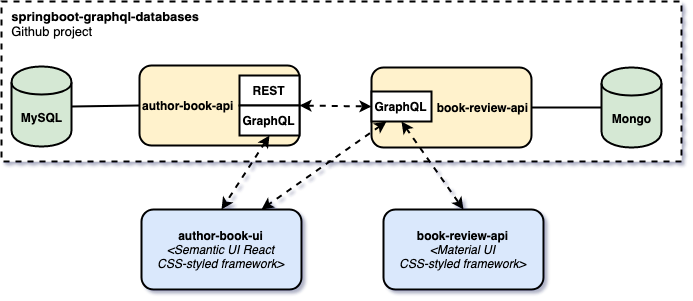 springboot-graphql-databases
Github project
MySQL
author-book-api
REST
GraphQL
GraphQL
book-review-api
Mongo
author-book-ui
<Semantic UI React
CSS-styled framework>
book-review-api
<Material UI
CSS-styled framework>